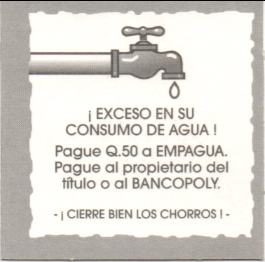 ¡ EXCESO EN SU
CONSUMO DE AGUA !
Pague Q.50 a EMPAGUA.
Pague al propietario del
título o al BANCOPOLY.
- ¡ CIERRE BIEN LOS CHORROS ! -